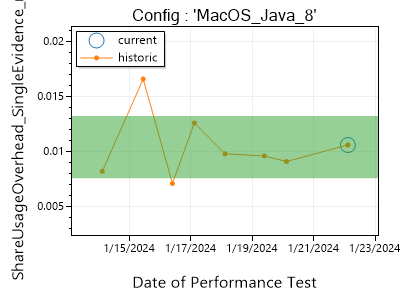 Config : 'MacOS_Java_8'
ShareUsageOverhead_SingleEvidence_
current
historic
0.02
0.015
0.01
0.005
1/15/2024
1/17/2024
1/19/2024
1/21/2024
1/23/2024
Date of Performance Test